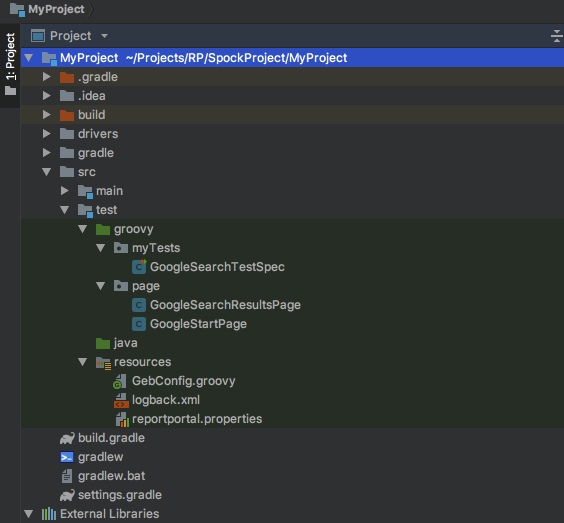 MyProject
Project
1: Project
MyProject ~/Projects/RP/SpockProject/MyProject
.gradle
.idea
build
drivers
gradle
src
main
test
groovy
myTests
GoogleSearchTestSpec
page
GoogleSearchResultsPage
GoogleStartPage
java
resources
GebConfig.groovy
logback.xml
reportportal.properties
build.gradle
gradlew
gradlew.bat
settings.gradle
External Libraries